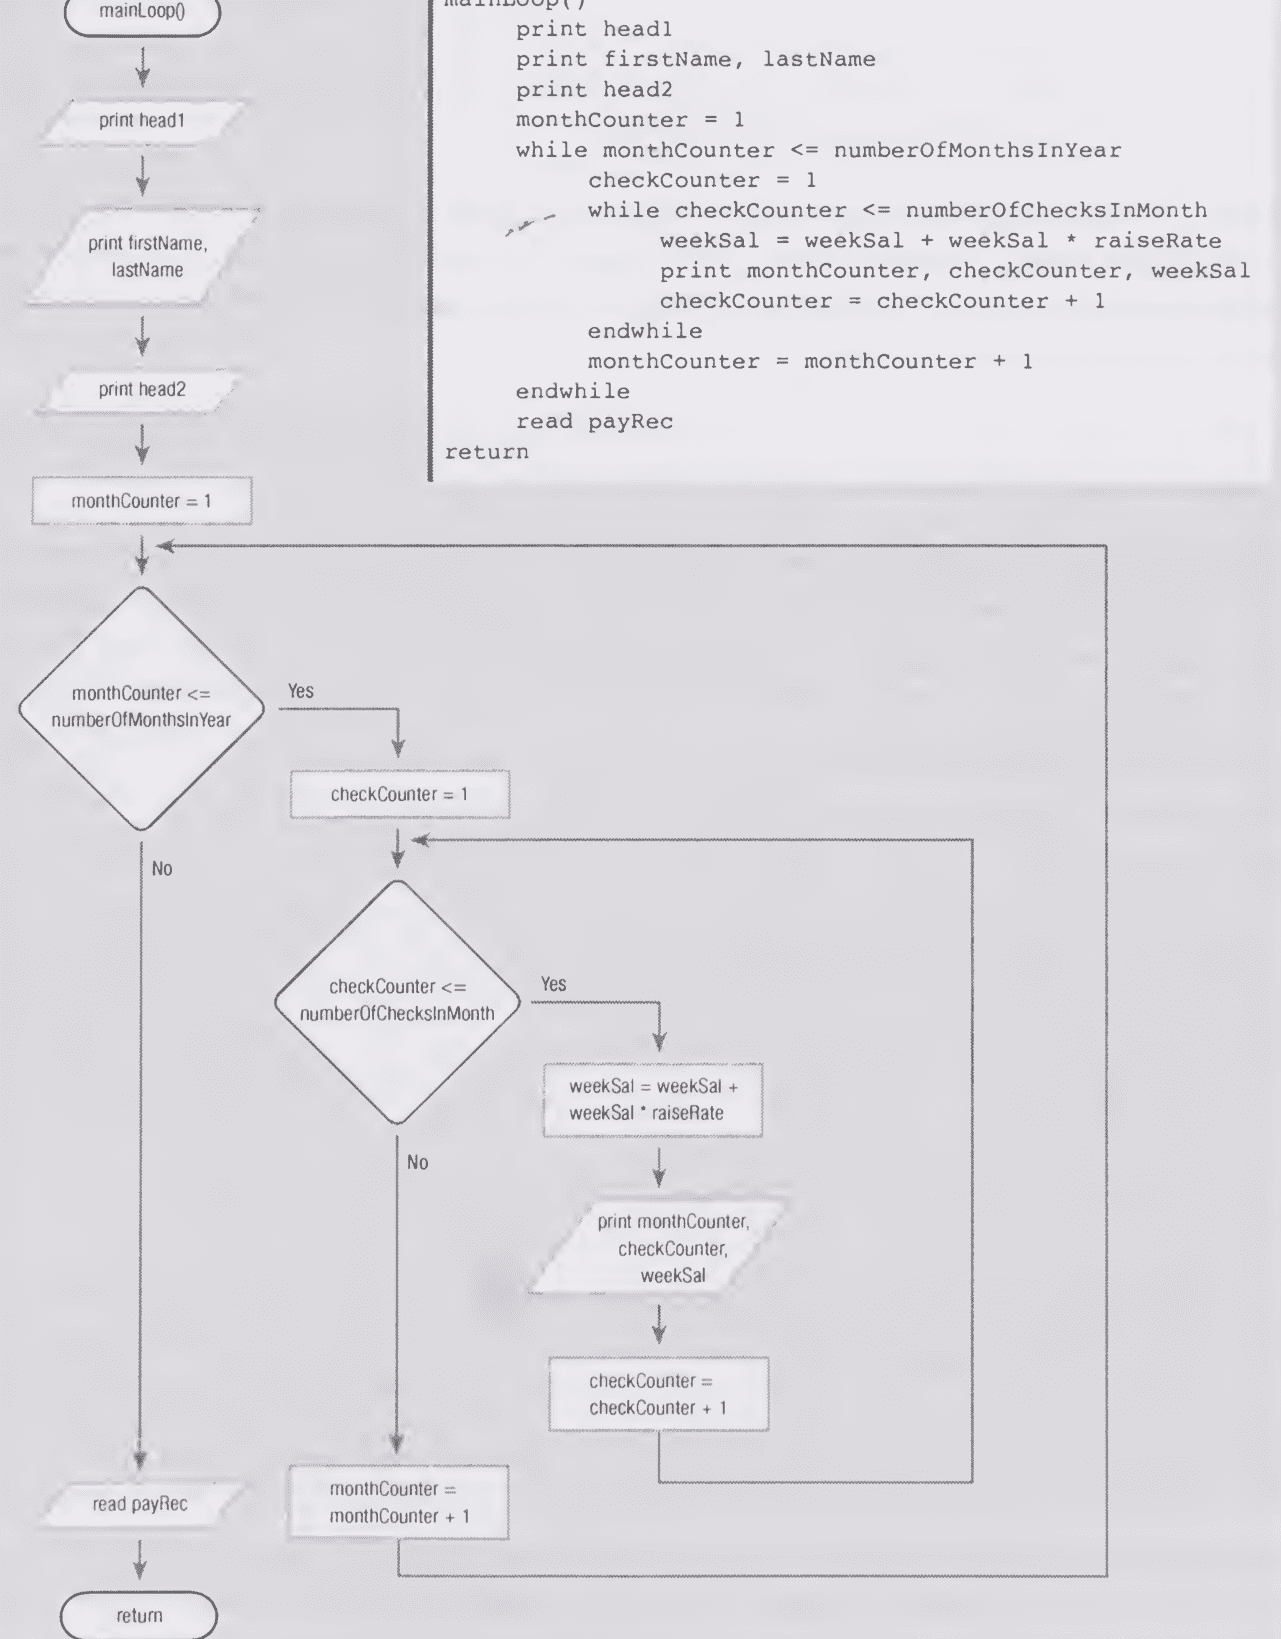 mainLoop()
print head1
print firstName,
lastName
print head2
monthCounter = 1
monthCounter <=
numberOfMonthsInYear
Yes
No
checkCounter = 1
checkCounter <=
numberOfChecksInMonth
Yes
No
weekSal = weekSal +
weekSal * raiseRate
print monthCounter,
checkCounter,
weekSal
checkCounter =
checkCounter + 1
monthCounter =
monthCounter + 1
read payRec
return
mainLoop()
print head1
print firstName, lastName
print head2
monthCounter = 1
while monthCounter <= numberOfMonthsInYear
checkCounter = 1
while checkCounter <= numberOfChecksInMonth
weekSal = weekSal + weekSal * raiseRate
print monthCounter, checkCounter, weekSal
checkCounter = checkCounter + 1
endwhile
monthCounter = monthCounter + 1
endwhile
read payRec
return